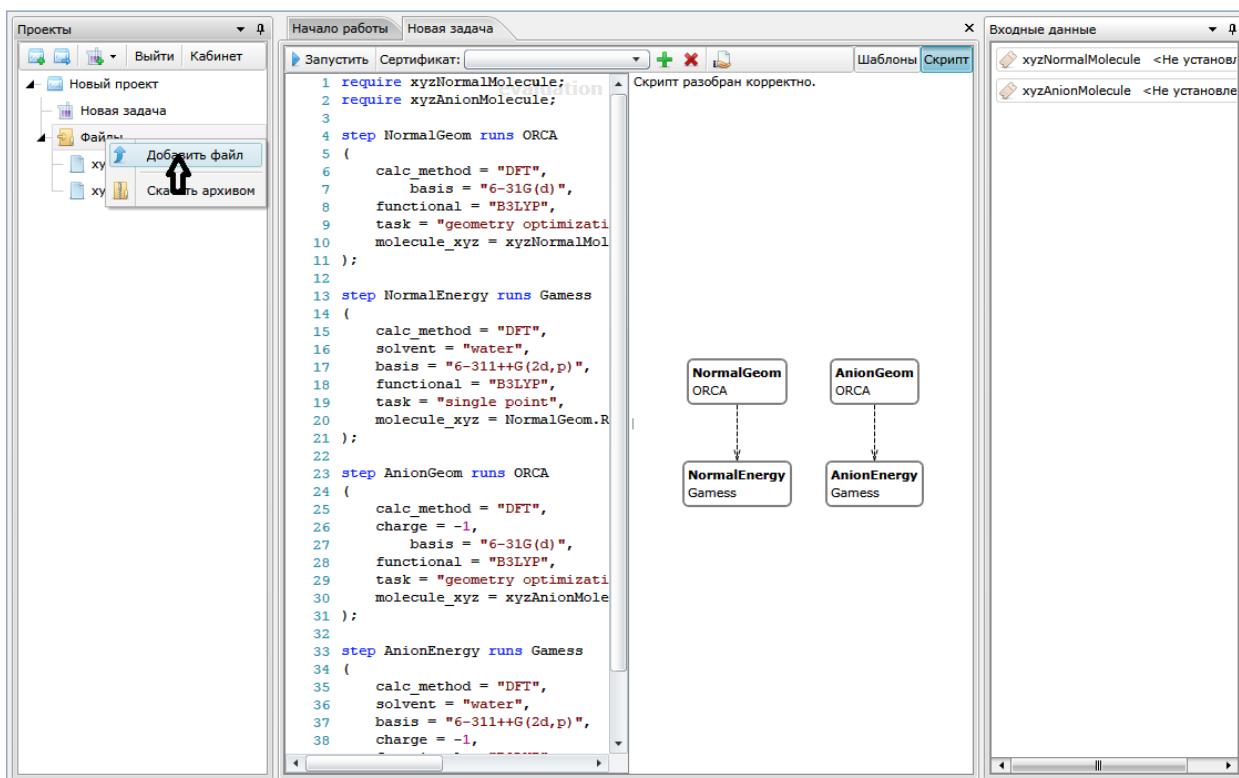 Проекты
Выйти Кабинет
Новый проект
Новая задача
Файлы
ху
ху
Добавить файл
Скачать архивом
Начало работы Новая задача
Запустить Сертификат: Шаблоны Скрипт
evaluation
1 require xyzNormalMolecule;
2 require xyzAnionMolecule;
3
4 step NormalGeom runs ORCA
5 (
6 calc_method = "DFT",
7 basis = "6-31G(d)",
8 functional = "B3LYP",
9 task = "geometry optimizati
10 molecule_xyz = xyzNormalMol
11 );
12
13 step NormalEnergy runs Gamess
14 (
15 calc_method = "DFT",
16 solvent = "water",
17 basis = "6-311++G(2d,p)",
18 functional = "B3LYP",
19 task = "single point",
20 molecule_xyz = NormalGeom.R
21 );
22
23 step AnionGeom runs ORCA
24 (
25 calc_method = "DFT",
26 charge = -1,
27 basis = "6-31G(d)",
28 functional = "B3LYP",
29 task = "geometry optimizati
30 molecule_xyz = xyzAnionMole
31 );
32
33 step AnionEnergy runs Gamess
34 (
35 calc_method = "DFT",
36 solvent = "water",
37 basis = "6-311++G(2d,p)",
38 charge = -1,
Скрипт разобран корректно.
NormalGeom
ORCA
AnionGeom
ORCA
NormalEnergy
Gamess
AnionEnergy
Gamess
Входные данные
xyzNormalMolecule <Не установл
xyzAnionMolecule <Не установле